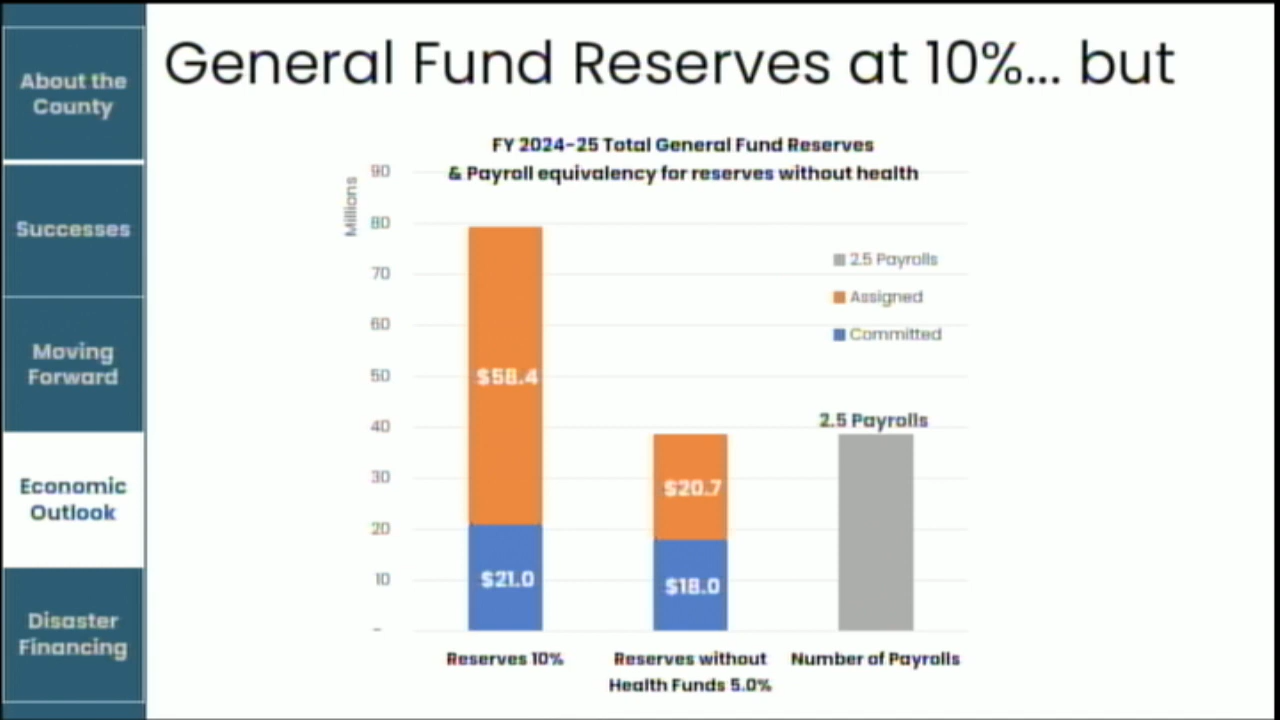 General Fund Reserves at 10%... but
About the
County
Successes
Moving
Forward
Economic
Outlook
Disaster
Financing
FY 2024-25 Total General Fund Reserves
& Payroll equivalency for reserves without health
Millions
90
80
70
60
50
40
30
20
10
-
2.5 Payrolls
Assigned
Committed
$58.4
$21.0
$20.7
$18.0
2.5 Payrolls
Reserves 10%
Reserves without
Health Funds 5.0%
Number of Payrolls